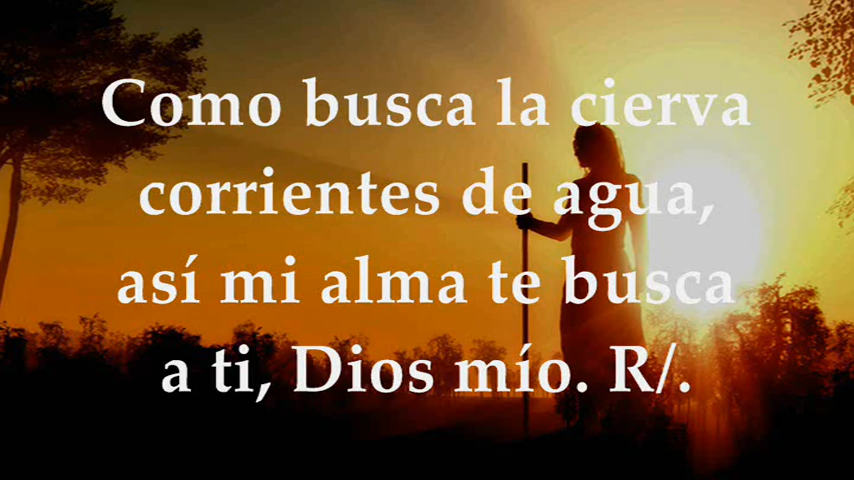 Como busca la cierva
corrientes de agua,
así mi alma te busca
a ti, Dios mío. R/.